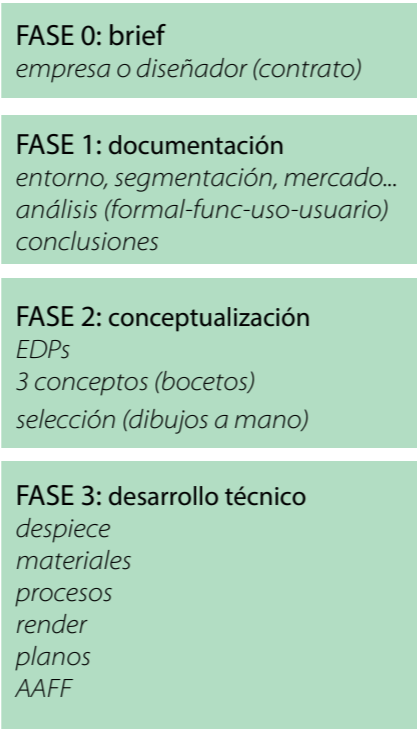 FASE 0: brief
empresa o diseñador (contrato)
FASE 1: documentación
entorno, segmentación, mercado...
análisis (formal-func-uso-usuario)
conclusiones
FASE 2: conceptualización
EDPs
3 conceptos (bocetos)
selección (dibujos a mano)
FASE 3: desarrollo técnico
despiece
materiales
procesos
render
planos
AAFF